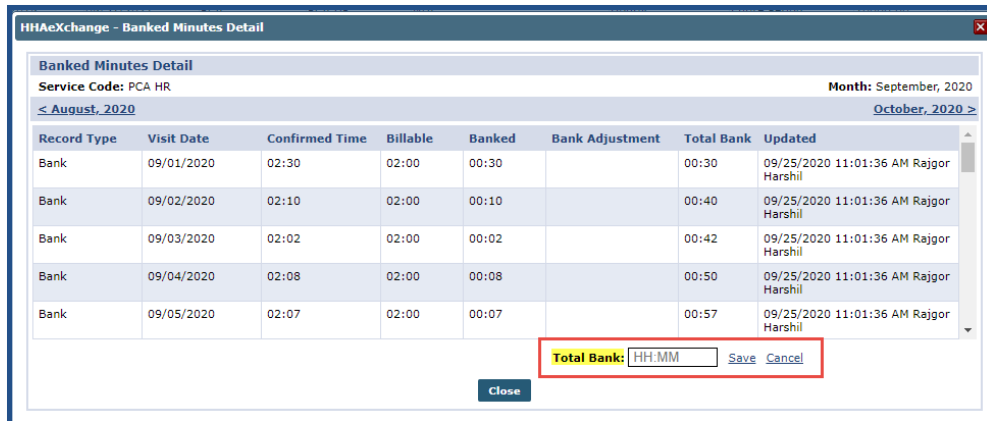 HHAeXchange - Banked Minutes Detail
Banked Minutes Detail
Service Code: PCA HR Month: September, 2020
< August, 2020 October, 2020 >
Record Type Visit Date Confirmed Time Billable Banked Bank Adjustment Total Bank Updated
Bank 09/01/2020 02:30 02:00 00:30 00:30 09/25/2020 11:01:36 AM Rajgor
Harshil
Bank 09/02/2020 02:10 02:00 00:10 00:40 09/25/2020 11:01:36 AM Rajgor
Harshil
Bank 09/03/2020 02:02 02:00 00:02 00:42 09/25/2020 11:01:36 AM Rajgor
Harshil
Bank 09/04/2020 02:08 02:00 00:08 00:50 09/25/2020 11:01:36 AM Rajgor
Harshil
Bank 09/05/2020 02:07 02:00 00:07 00:57 09/25/2020 11:01:36 AM Rajgor
Harshil
Total Bank: HH:MM Save Cancel
Close